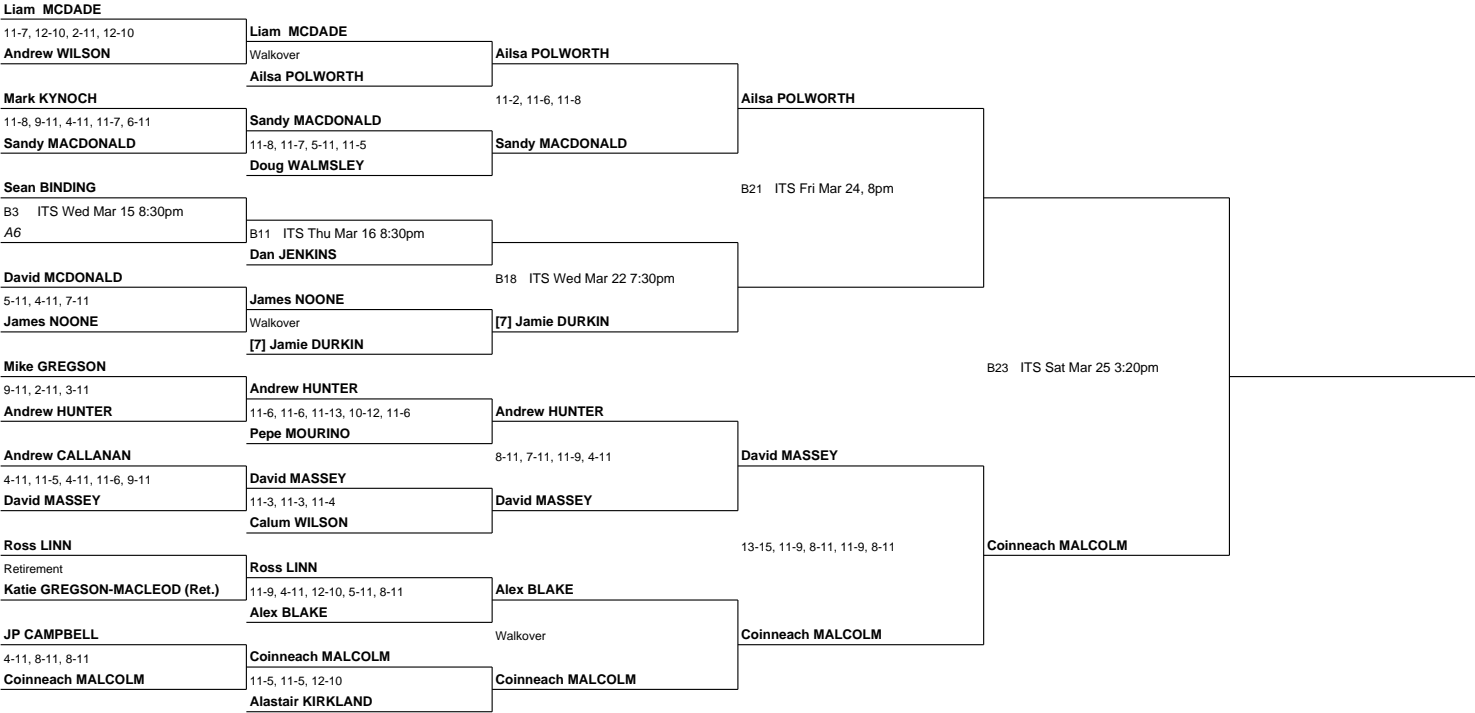 Liam MCDADE
11-7, 12-10, 2-11, 12-10
Liam MCDADE
Andrew WILSON
Walkover
Ailsa POLWORTH
Ailsa POLWORTH
Mark KYNOCH
11-2, 11-6, 11-8
Ailsa POLWORTH
11-8, 9-11, 4-11, 11-7, 6-11
Sandy MACDONALD
Sandy MACDONALD
11-8, 11-7, 5-11, 11-5
Sandy MACDONALD
Doug WALMSLEY
Sean BINDING
B21 ITS Fri Mar 24, 8pm
B3 ITS Wed Mar 15 8:30pm
A6
B11 ITS Thu Mar 16 8:30pm
Dan JENKINS
David MCDONALD
B18 ITS Wed Mar 22 7:30pm
5-11, 4-11, 7-11
James NOONE
James NOONE
Walkover
[7] Jamie DURKIN
[7] Jamie DURKIN
Mike GREGSON
B23 ITS Sat Mar 25 3:20pm
9-11, 2-11, 3-11
Andrew HUNTER
Andrew HUNTER
11-6, 11-6, 11-13, 10-12, 11-6
Andrew HUNTER
Pepe MOURINO
Andrew CALLANAN
8-11, 7-11, 11-9, 4-11
David MASSEY
4-11, 11-5, 4-11, 11-6, 9-11
David MASSEY
David MASSEY
11-3, 11-3, 11-4
David MASSEY
Calum WILSON
Ross LINN
13-15, 11-9, 8-11, 11-9, 8-11
Coinneach MALCOLM
Retirement
Ross LINN
Katie GREGSON-MACLEOD (Ret.)
11-9, 4-11, 12-10, 5-11, 8-11
Alex BLAKE
Alex BLAKE
JP CAMPBELL
Walkover
Coinneach MALCOLM
4-11, 8-11, 8-11
Coinneach MALCOLM
Coinneach MALCOLM
11-5, 11-5, 12-10
Coinneach MALCOLM
Alastair KIRKLAND